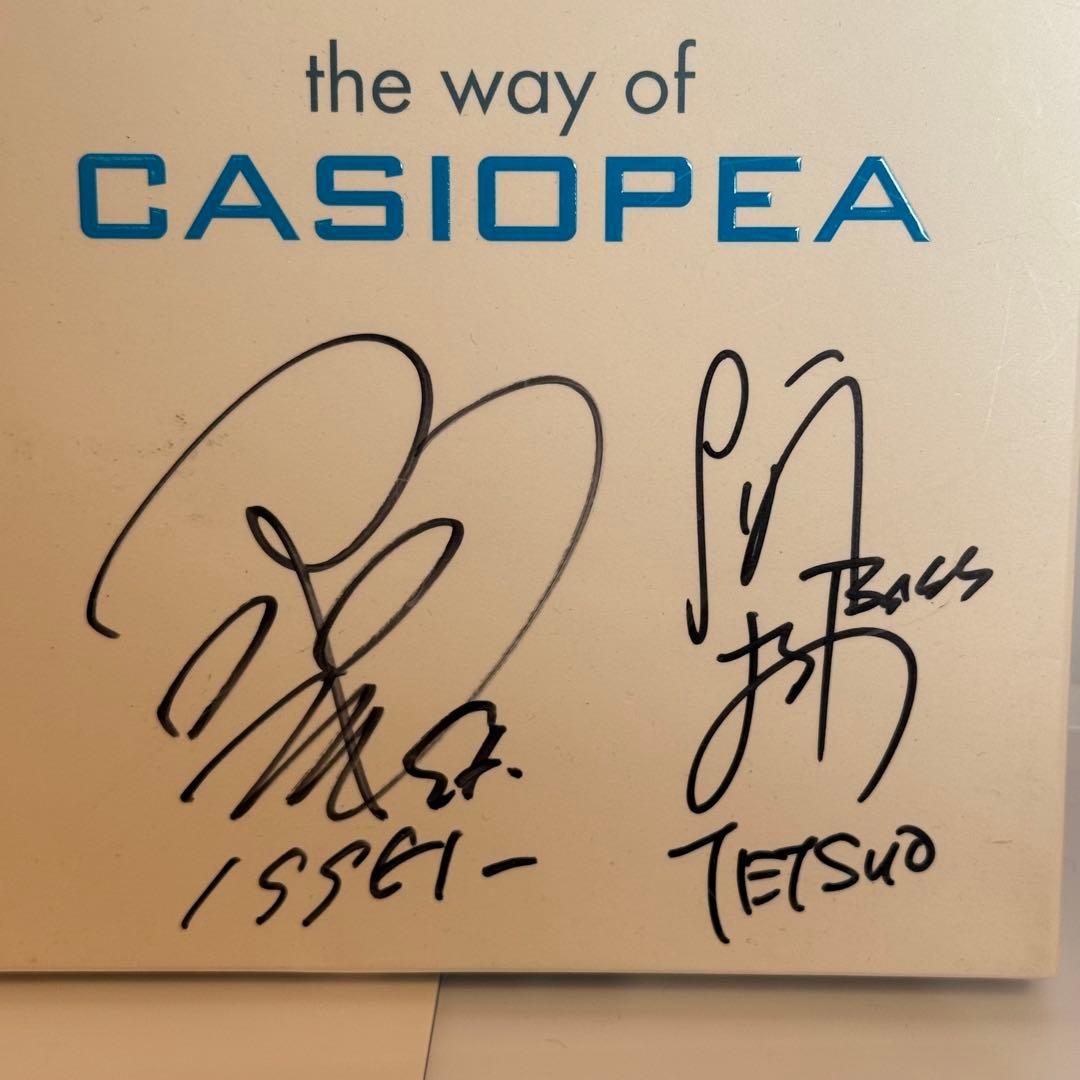 the way of
CASIOPEA
BASS
ISSEI-
TETSUO